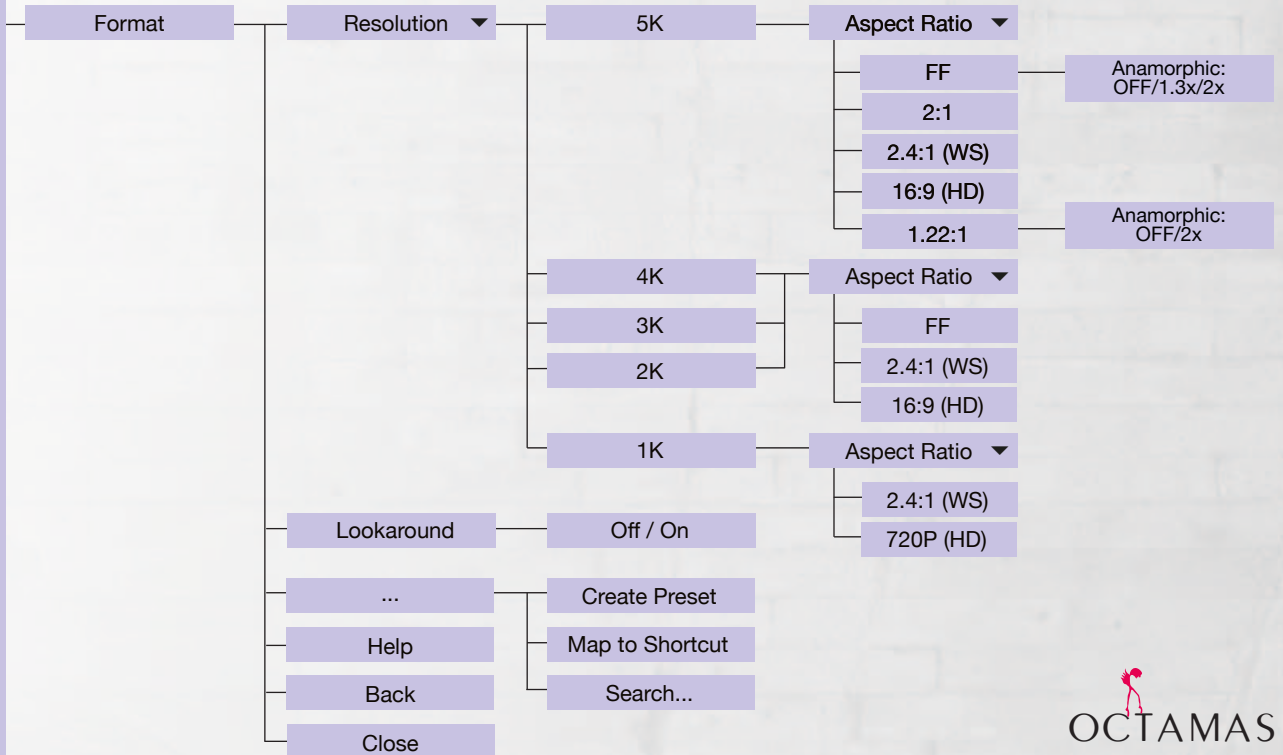 Format
Resolution
5K
Aspect Ratio
FF
Anamorphic:
OFF/1.3x/2x
2:1
2.4:1 (WS)
16:9 (HD)
1.22:1
Anamorphic:
OFF/2x
4K
3K
2K
Aspect Ratio
FF
2.4:1 (WS)
16:9 (HD)
1K
Aspect Ratio
2.4:1 (WS)
720P (HD)
Lookaround
Off / On
...
Create Preset
Map to Shortcut
Search...
Help
Back
Close
OCTAMAS